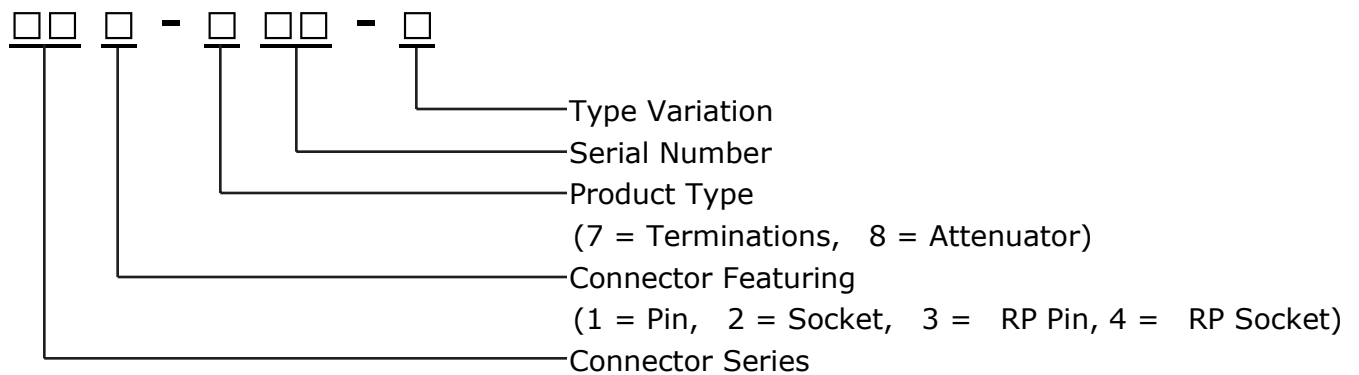 □□ □ - □ □□ - □
Type Variation
Serial Number
Product Type
(7 = Terminations, 8 = Attenuator)
Connector Featuring
(1 = Pin, 2 = Socket, 3 = RP Pin, 4 = RP Socket)
Connector Series